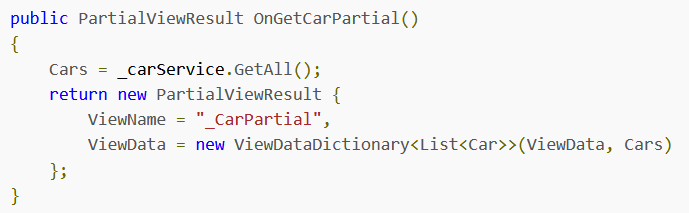 public PartialViewResult OnGetCarPartial()
{
    Cars = _carService.GetAll();
    return new PartialViewResult {
        ViewName = "_CarPartial",
        ViewData = new ViewDataDictionary<List<Car>>(ViewData, Cars)
    };
}